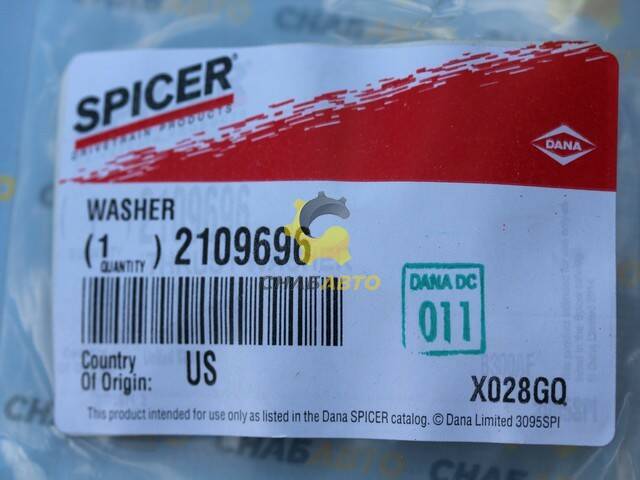 SPICER
DRIVETRAIN PRODUCTS
DANA
WASHER
(1 QUANTITY) 2109696
СНАБАВТО
DANA DC
011
Country
Of Origin: US
X028GQ
This product intended for use only as listed in the Dana SPICER catalog. © Dana Limited 3095SPI
СНАБАВТО